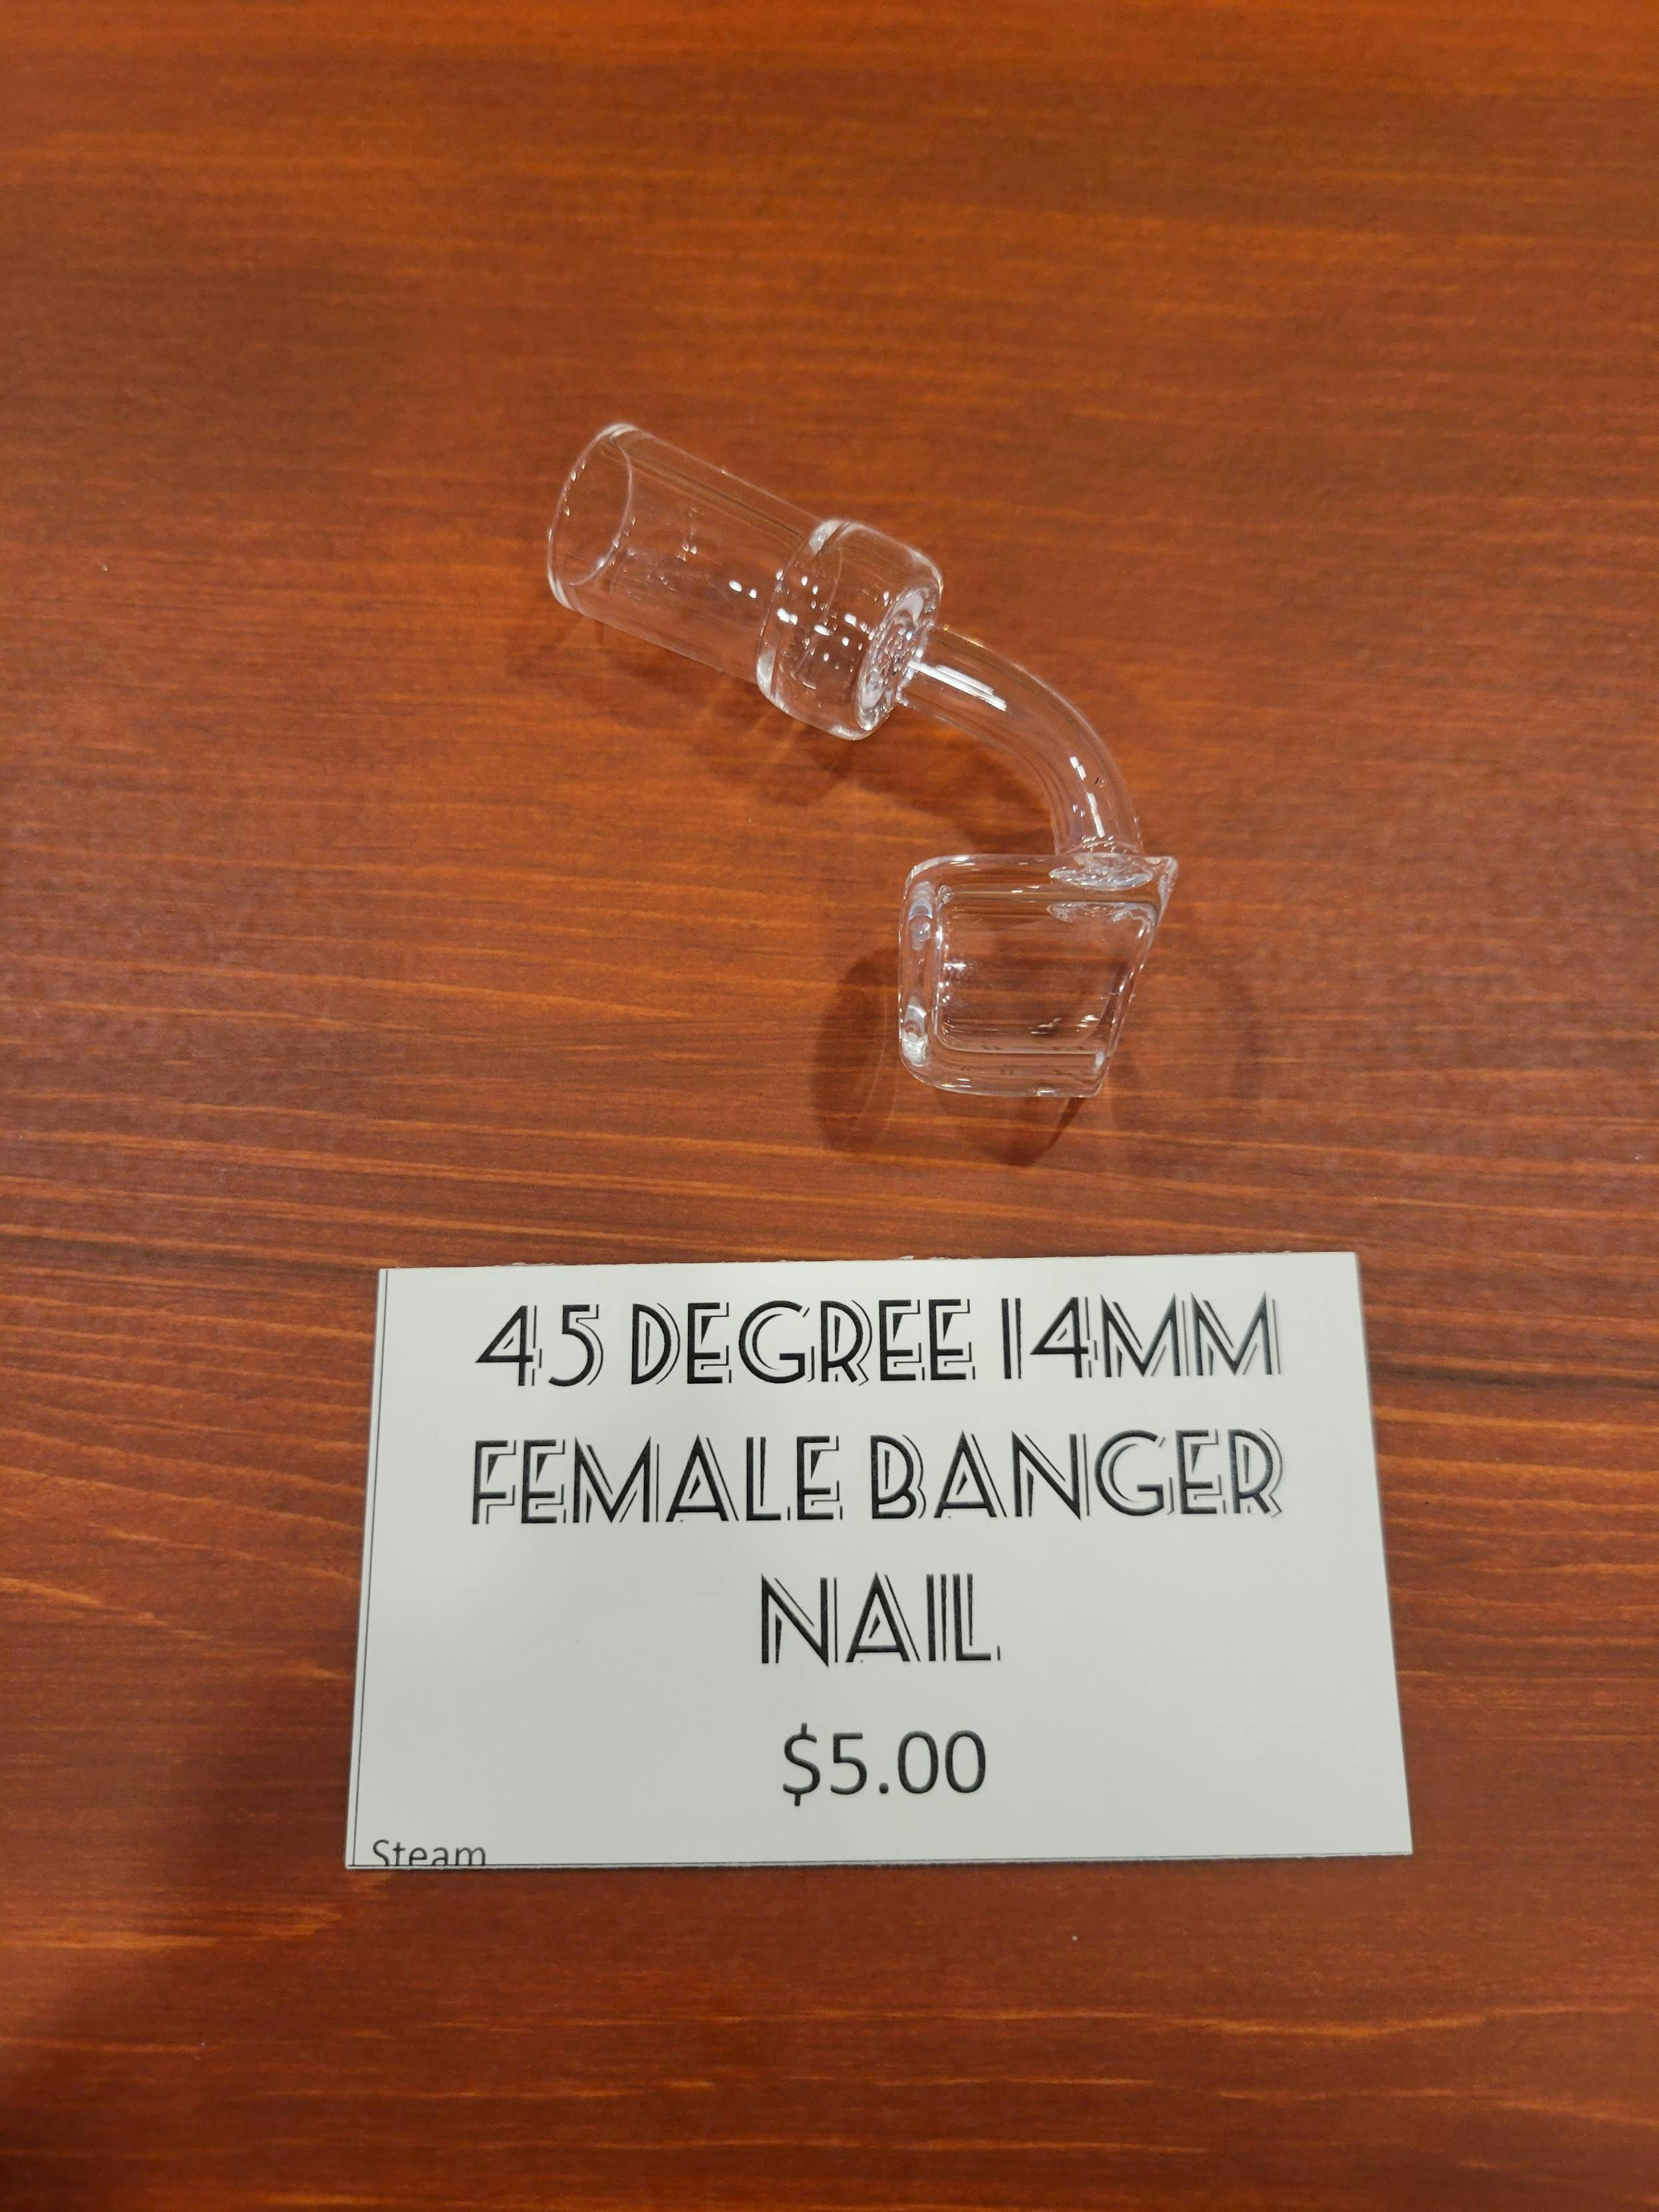 45 DEGREE 14MM
FEMALE BANGER
NAIL
$5.00
Steam